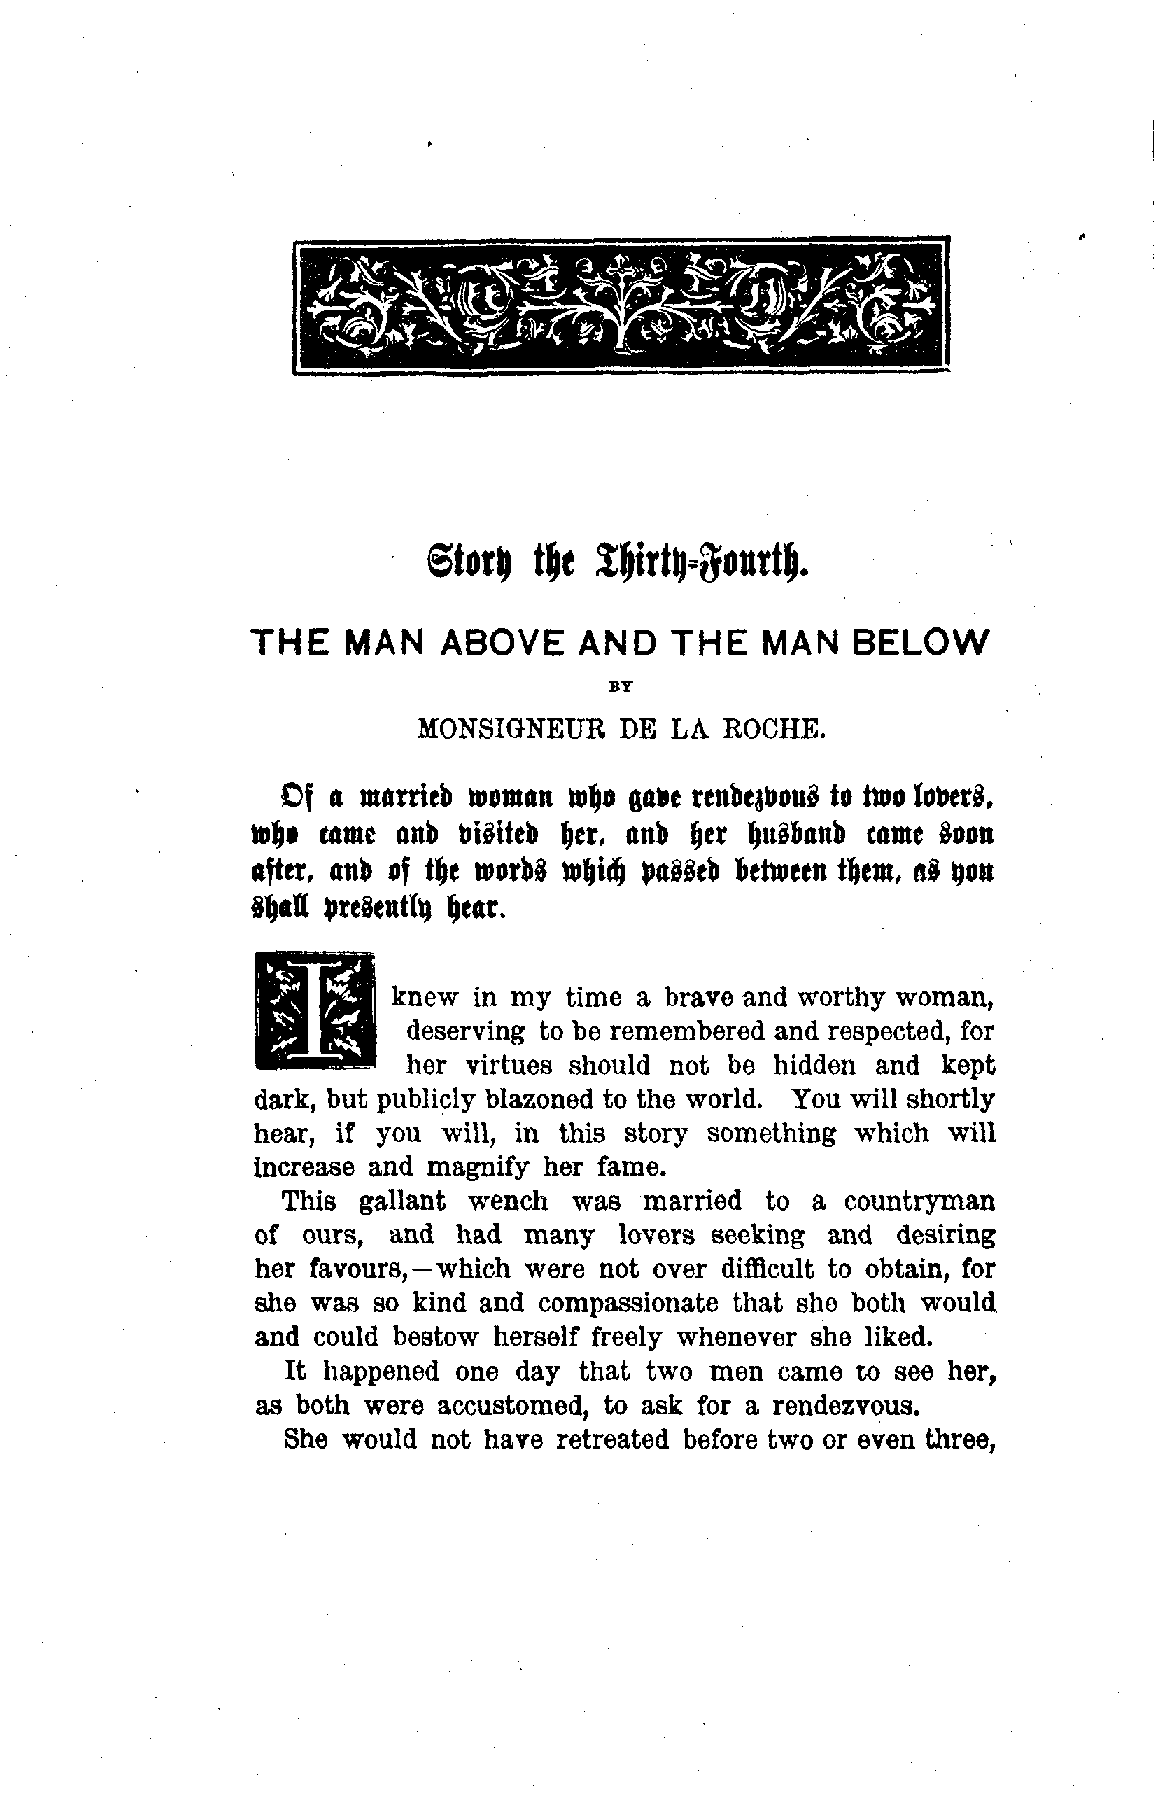 Story the Thirty-Fourth.
THE MAN ABOVE AND THE MAN BELOW
BY
MONSIGNEUR DE LA ROCHE.
Of a married woman who gave rendezvous to two lovers,
who came and visited her, and her husband came soon
after, and of the words which passed between them, as you
shall presently hear.
I knew in my time a brave and worthy woman,
deserving to be remembered and respected, for
her virtues should not be hidden and kept
dark, but publicly blazoned to the world. You will shortly
hear, if you will, in this story something which will
increase and magnify her fame.
This gallant wench was married to a countryman
of ours, and had many lovers seeking and desiring
her favours,—which were not over difficult to obtain, for
she was so kind and compassionate that she both would
and could bestow herself freely whenever she liked.
It happened one day that two men came to see her,
as both were accustomed, to ask for a rendezvous.
She would not have retreated before two or even three,